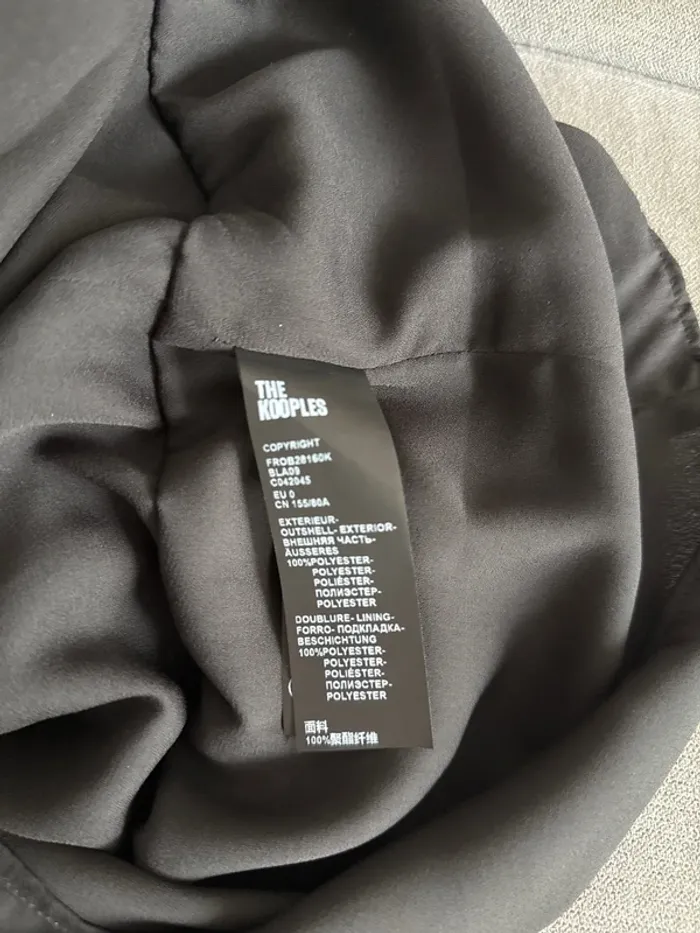 THE
KOOPLES
COPYRIGHT
FROB28160K
BLA09
C042045
EU 0
CN 155/80A
EXTERIEUR-
OUTSHELL- EXTERIOR-
ВНЕШНЯЯ ЧАСТЬ-
ÄUSSERES
100%POLYESTER-
POLYESTER-
POLIÉSTER-
ПОЛИЭСТЕР-
POLYESTER
DOUBLURE- LINING-
FORRO- ПОДКЛАДКА-
BESCHICHTUNG
100%POLYESTER-
POLYESTER-
POLIÉSTER-
ПОЛИЭСТЕР-
POLYESTER
面料
100%聚酯纤维